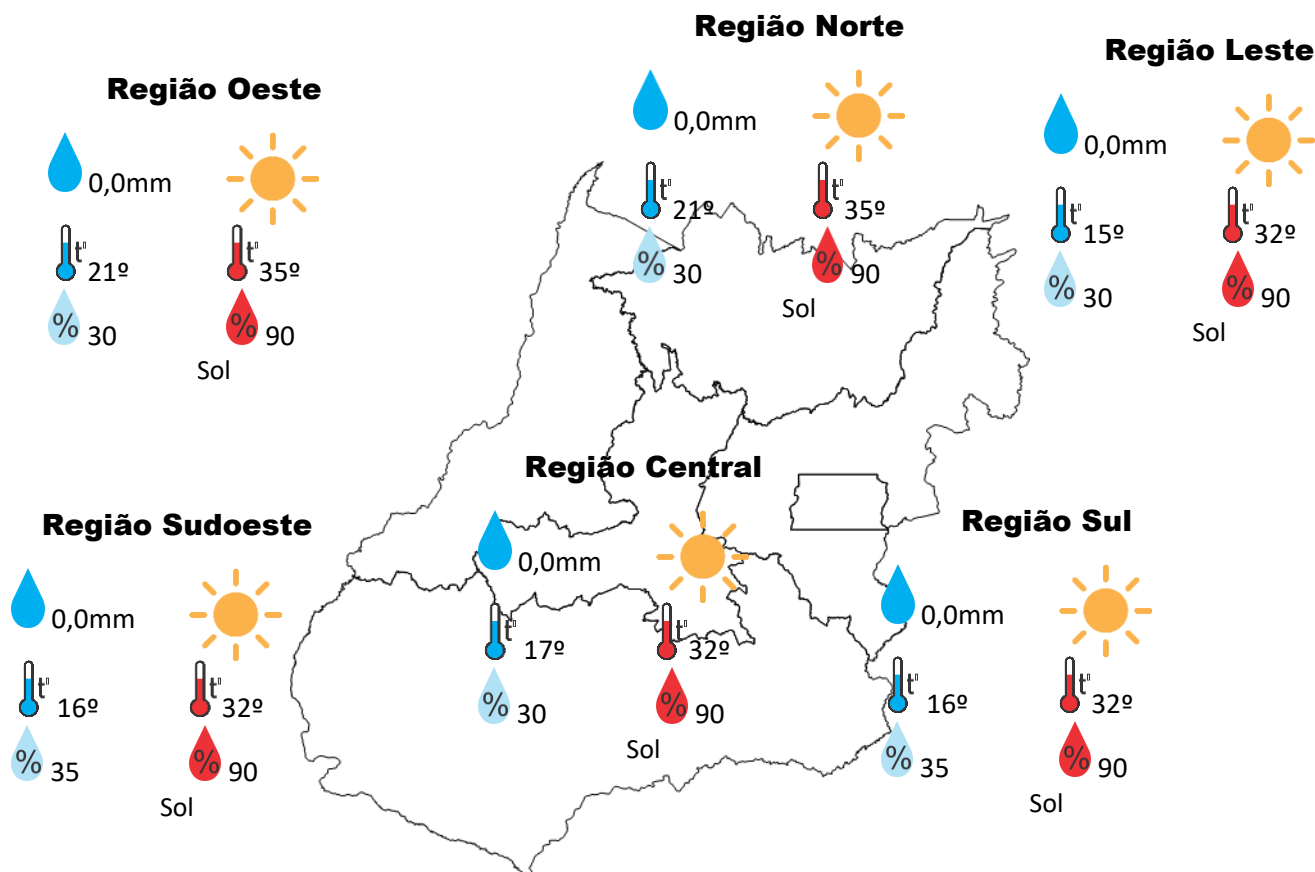 Região Norte
0,0mm
t°
21º
t°
35º
%
30
%
90
Sol
Região Leste
0,0mm
t°
15º
t°
32º
%
30
%
90
Sol
Região Oeste
0,0mm
t°
21º
t°
35º
%
30
%
90
Sol
Região Central
0,0mm
t°
17º
t°
32º
%
30
%
90
Sol
Região Sudoeste
0,0mm
t°
16º
t°
32º
%
35
%
90
Sol
Região Sul
0,0mm
t°
16º
t°
32º
%
35
%
90
Sol